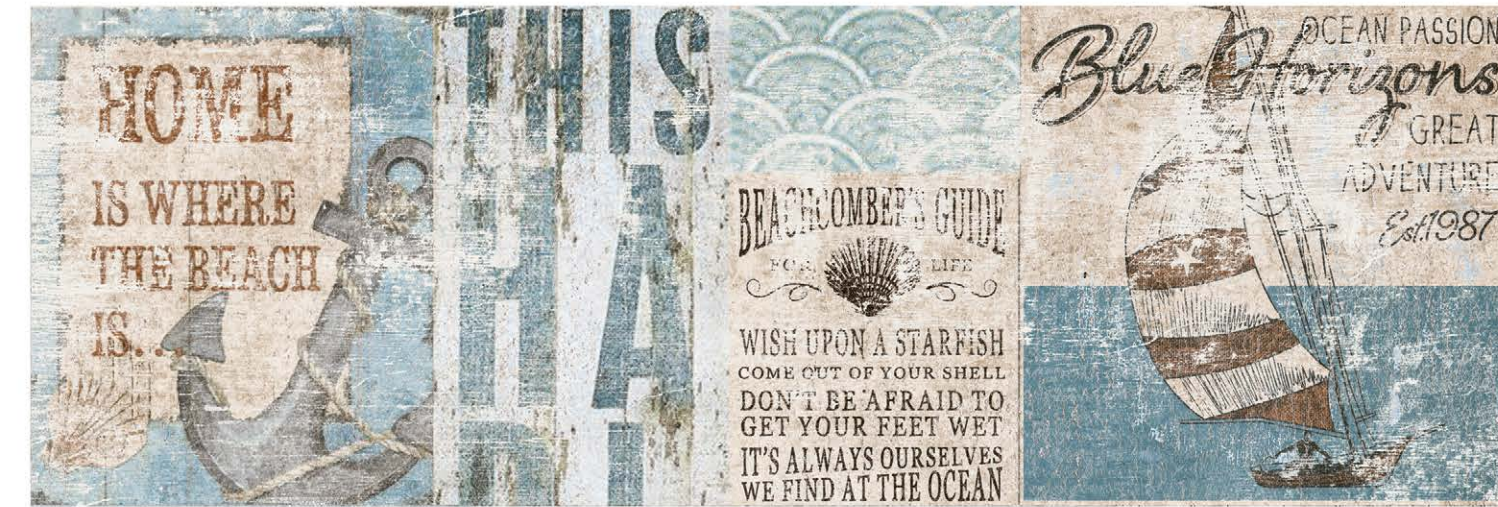 HOME
IS WHERE
THE BEACH
IS...
THIS
HA
BEACHCOMBER'S GUIDE
FOR LIFE
WISH UPON A STARFISH
COME OUT OF YOUR SHELL
DON'T BE AFRAID TO
GET YOUR FEET WET
IT'S ALWAYS OURSELVES
WE FIND AT THE OCEAN
OCEAN PASSION
Blue Horizons
GREAT
ADVENTURE
Est.1987